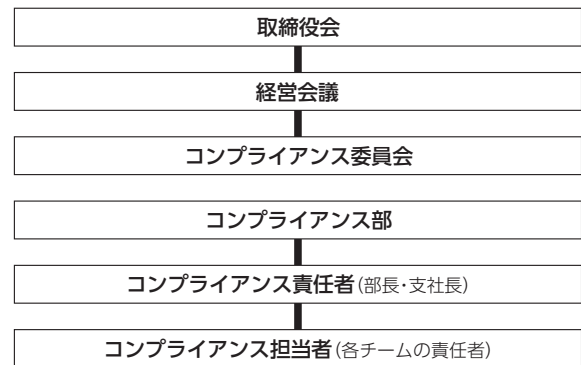 取締役会
経営会議
コンプライアンス委員会
コンプライアンス部
コンプライアンス責任者(部長・支社長)
コンプライアンス担当者(各チームの責任者)